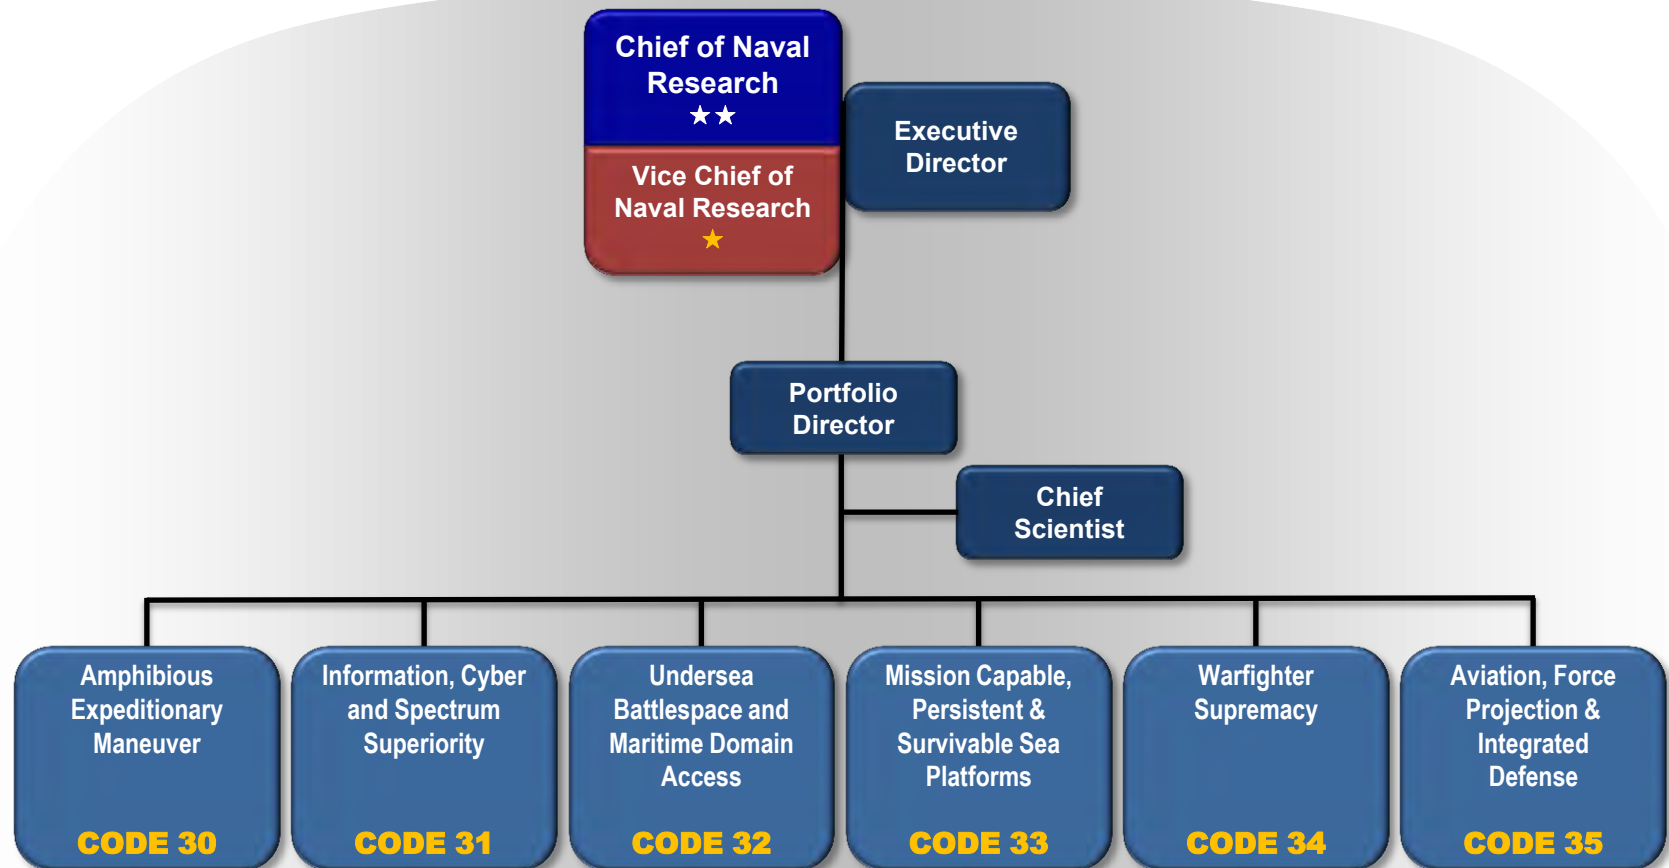 Chief of Naval
Research
★★
Executive
Director
Vice Chief of
Naval Research
★
Portfolio
Director
Chief
Scientist
Amphibious
Expeditionary
Maneuver
CODE 30
Information, Cyber
and Spectrum
Superiority
CODE 31
Undersea
Battlespace and
Maritime Domain
Access
CODE 32
Mission Capable,
Persistent &
Survivable Sea
Platforms
CODE 33
Warfighter
Supremacy
CODE 34
Aviation, Force
Projection &
Integrated
Defense
CODE 35